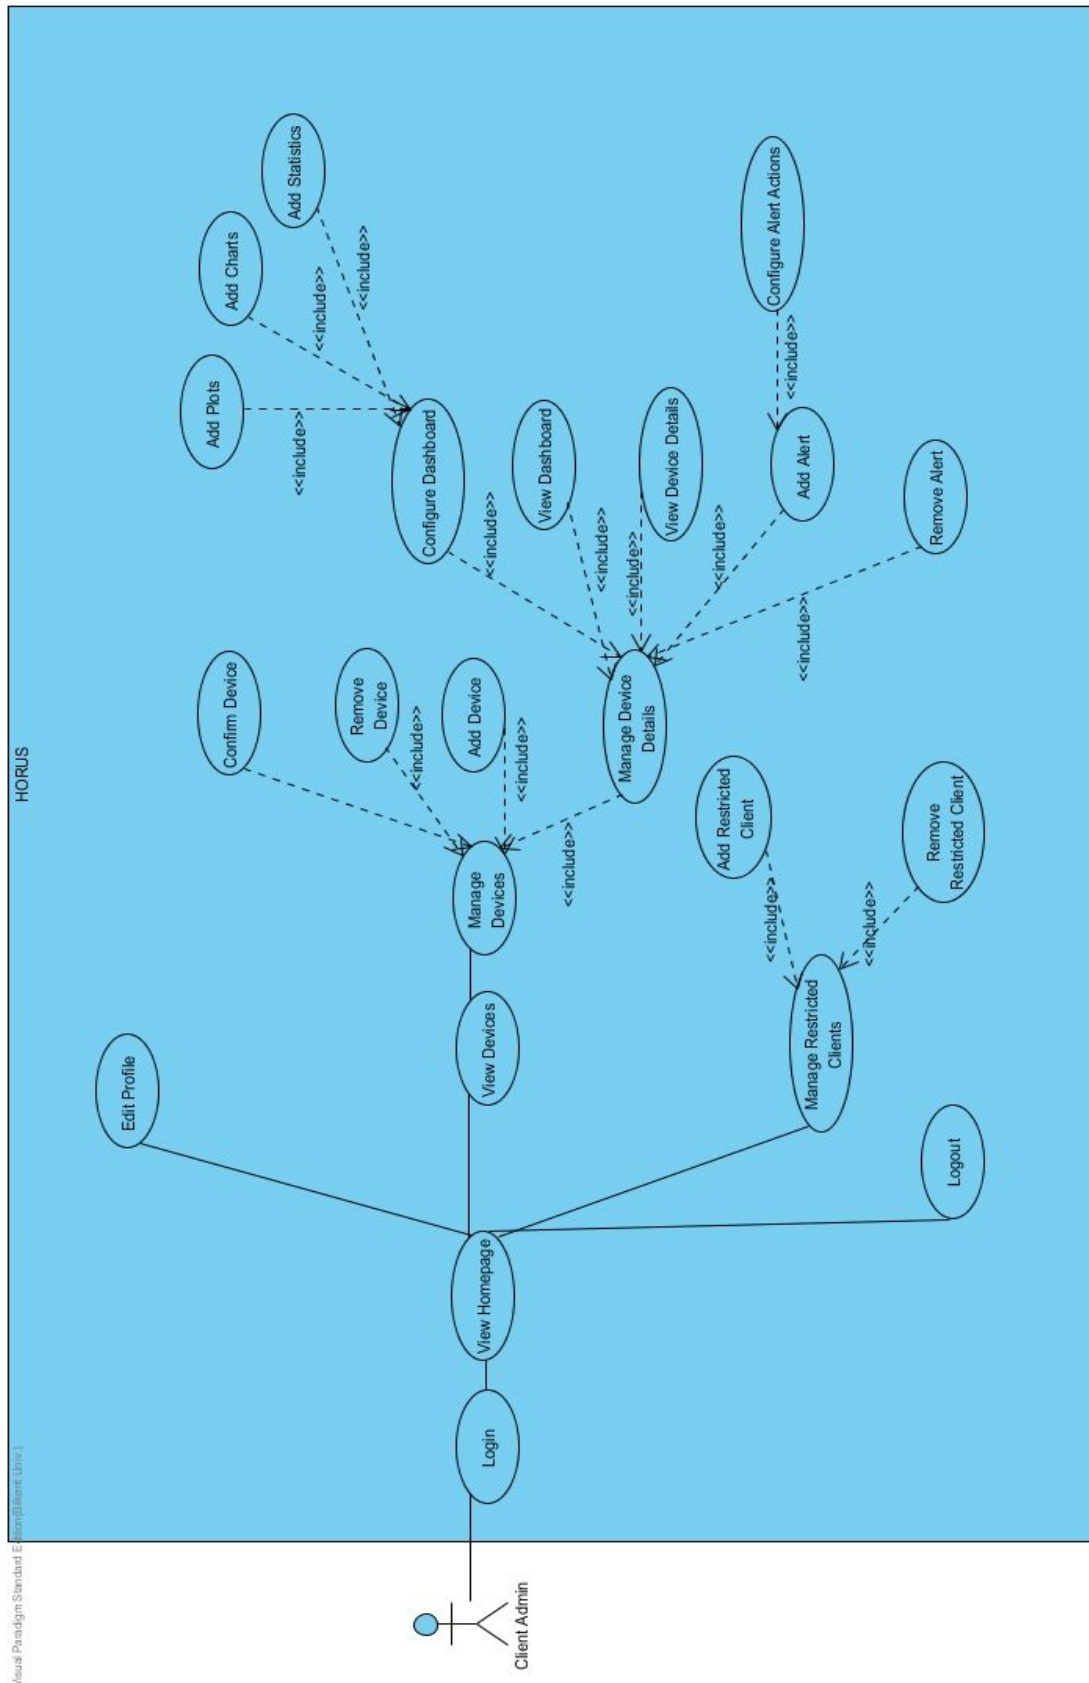 Visual Paradigm Standard Edition(Bilkent Univ.)
HORUS
Client Admin
Login
View Homepage
Edit Profile
View Devices
Manage Restricted
Clients
Logout
Manage
Devices
Confirm Device
Remove
Device
<<include>>
Add Device
<<include>>
<<include>>
Add Restricted
Client
<<include>>
Remove
Restricted Client
<<include>>
Manage Device
Details
Configure Dashboard
<<include>>
View Dashboard
<<include>>
View Device Details
<<include>>
Add Alert
<<include>>
Remove Alert
<<include>>
Add Plots
<<include>>
Add Charts
<<include>>
Add Statistics
<<include>>
Configure Alert Actions
<<include>>